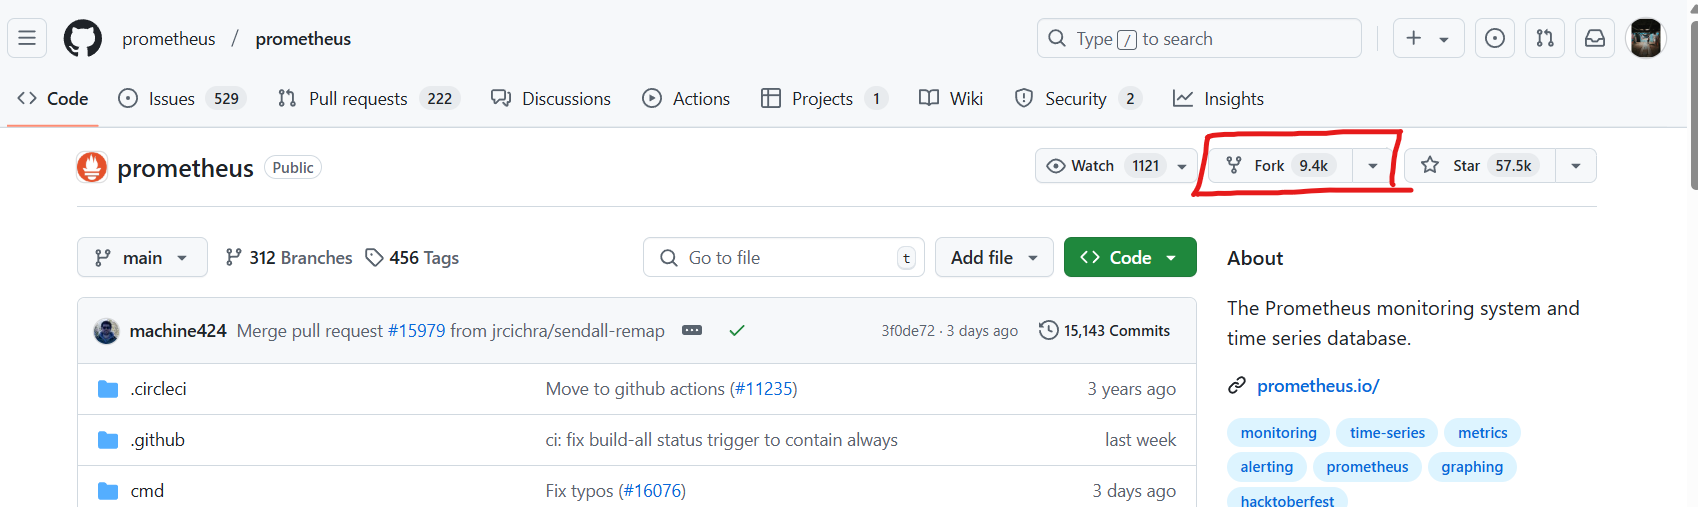 prometheus / prometheus
Type / to search
Code
Issues 529
Pull requests 222
Discussions
Actions
Projects 1
Wiki
Security 2
Insights
prometheus Public
Watch 1121
Fork 9.4k
Star 57.5k
main
312 Branches
456 Tags
Go to file t
Add file
Code
machine424 Merge pull request #15979 from jrcichra/sendall-remap
3f0de72 · 3 days ago
15,143 Commits
.circleci Move to github actions (#11235) 3 years ago
.github ci: fix build-all status trigger to contain always last week
cmd Fix typos (#16076) 3 days ago
About
The Prometheus monitoring system and
time series database.
prometheus.io/
monitoring time-series metrics
alerting prometheus graphing
hacktoberfest